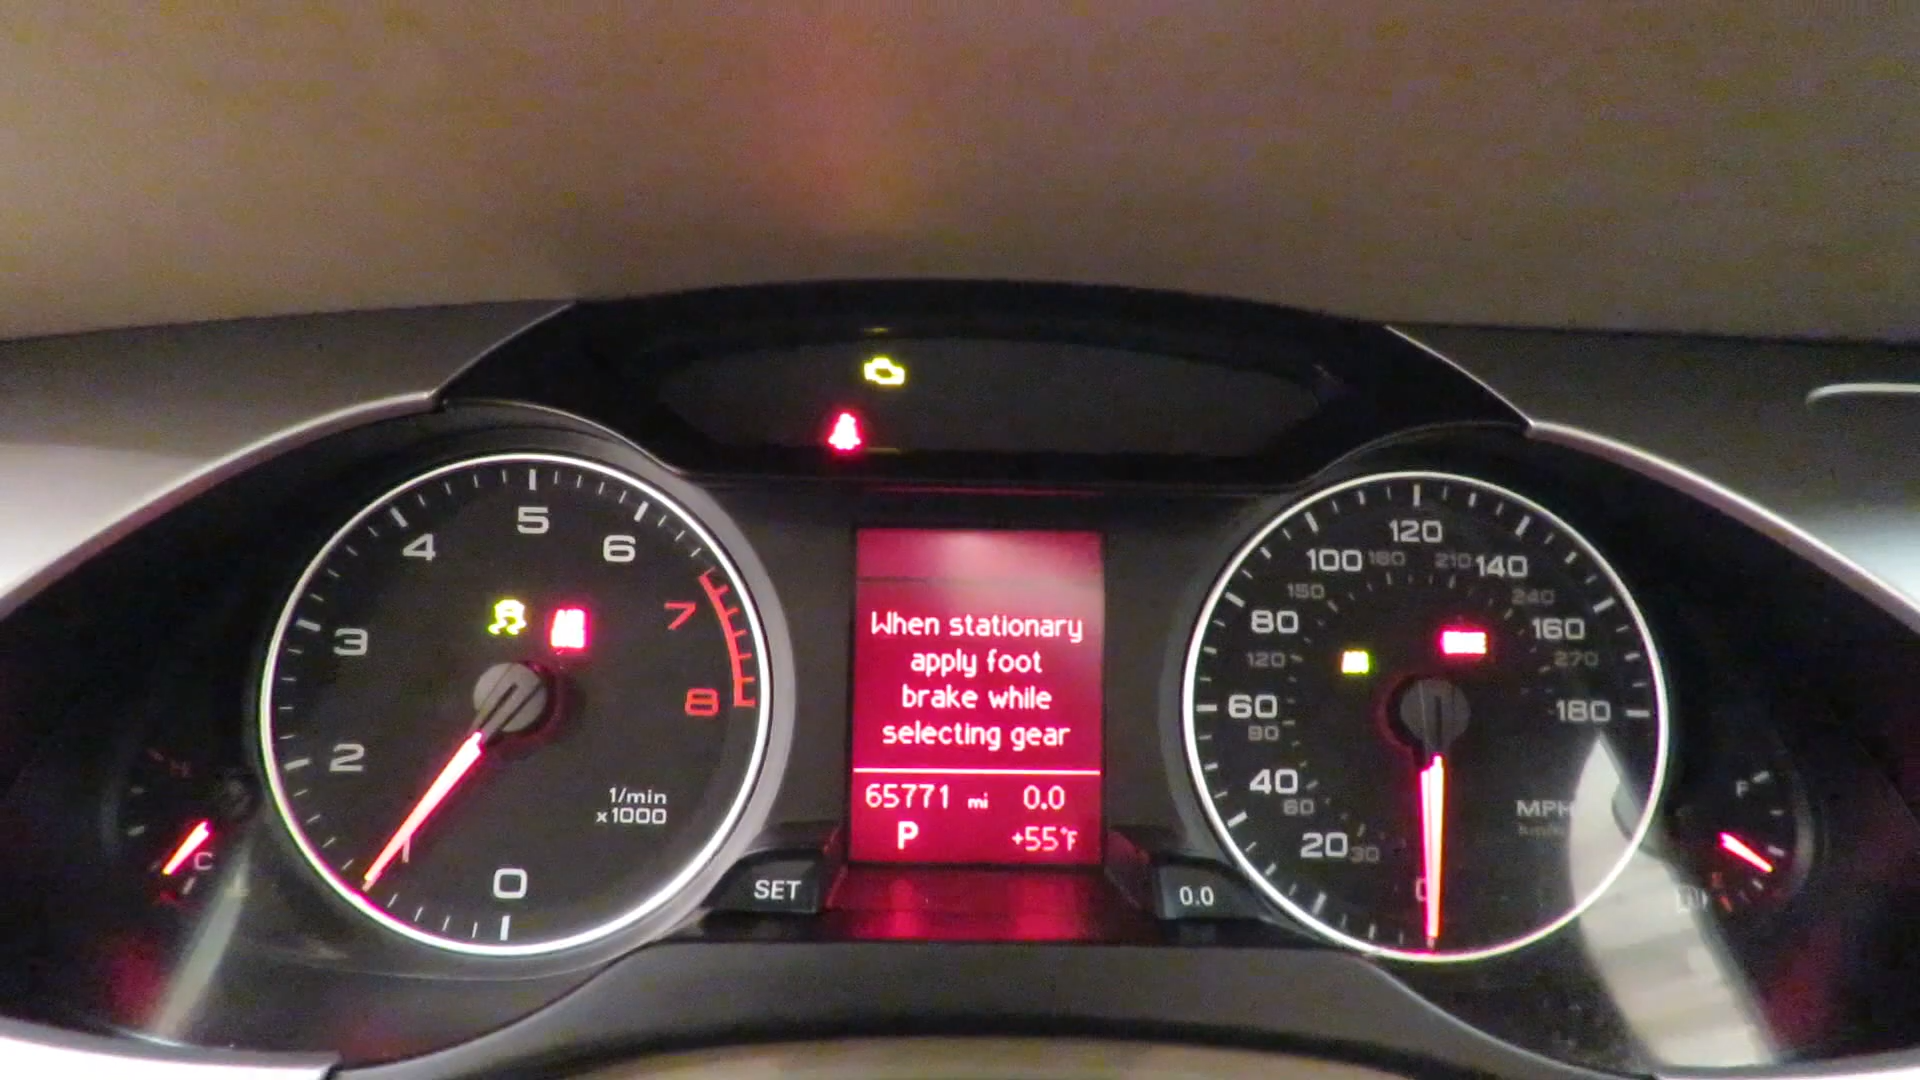 5
4
6
3
7
2
8
1/min
x1000
1
0
When stationary
apply foot
brake while
selecting gear
65771 mi 0.0
P +55°F
SET
0.0
120
100
140
210
150
240
80
160
120
270
60
180
40
60
MPH
20
30
C
F